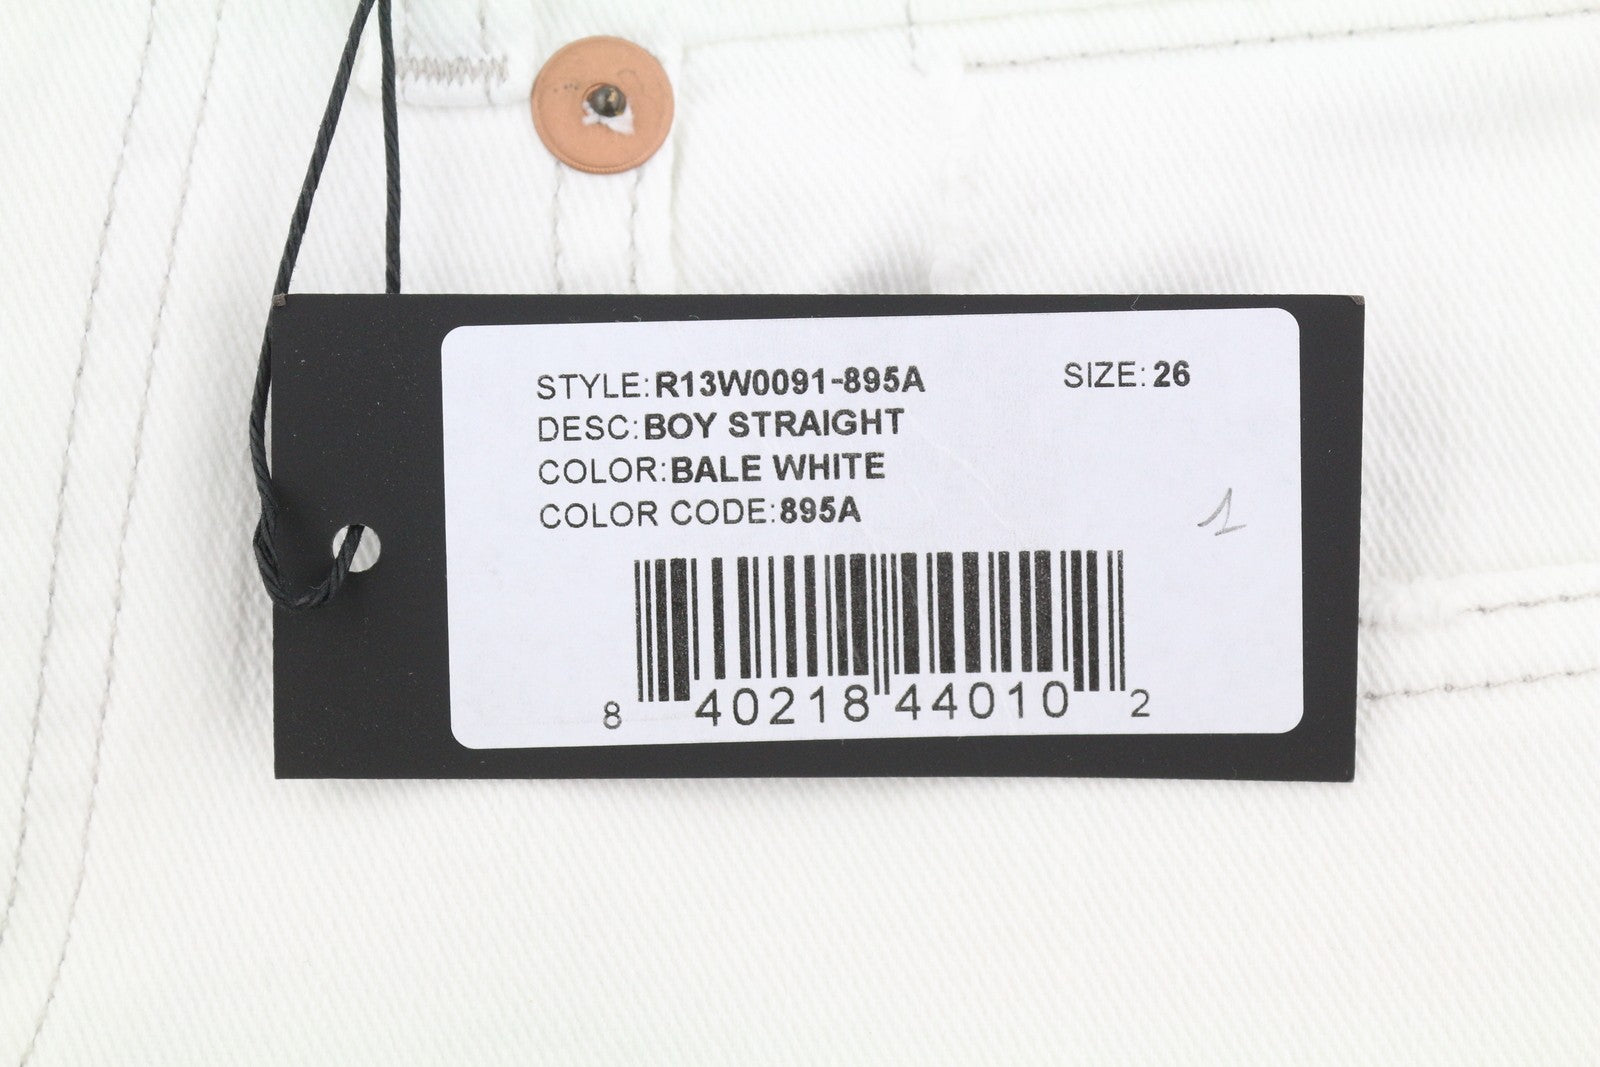 STYLE: R13W0091-895A SIZE: 26
DESC: BOY STRAIGHT
COLOR: BALE WHITE
COLOR CODE: 895A
1
8 40218 44010 2